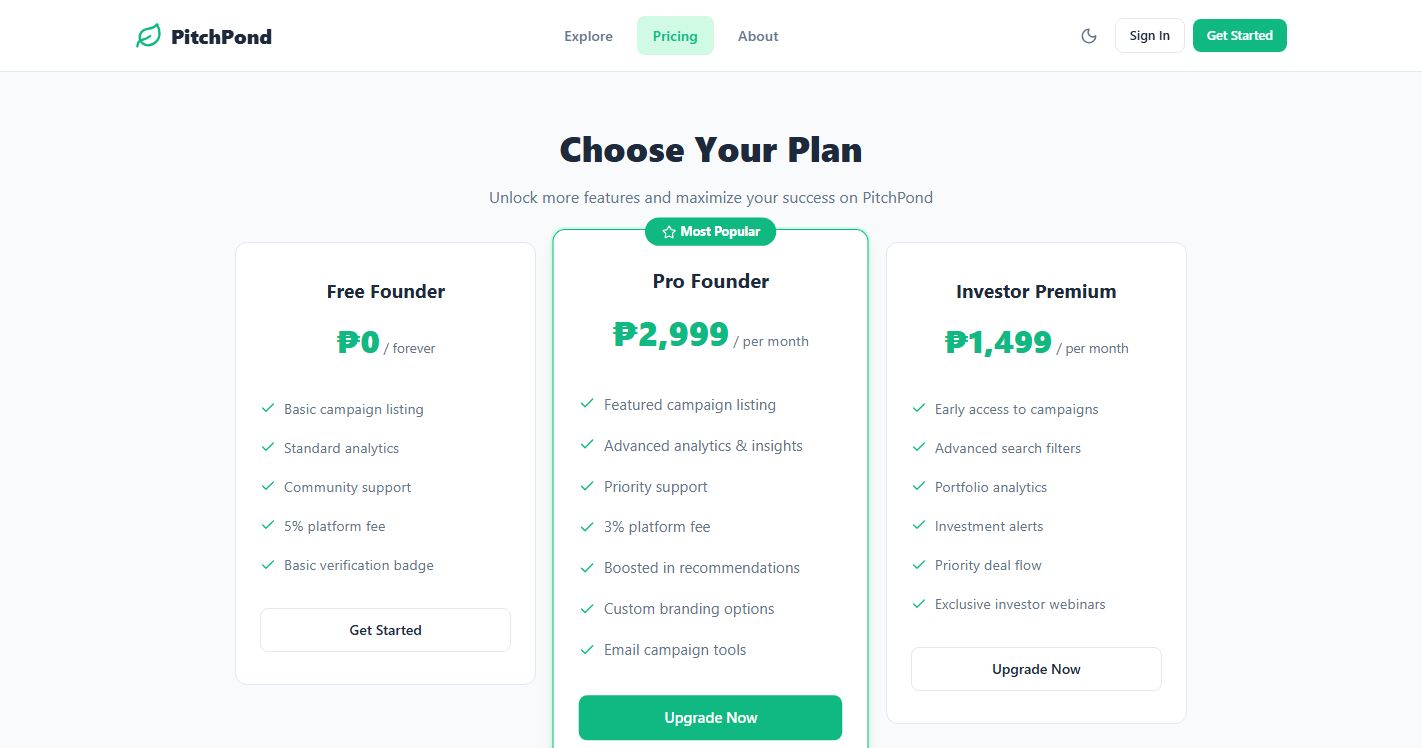 PitchPond
Explore
Pricing
About
Sign In
Get Started
Choose Your Plan
Unlock more features and maximize your success on PitchPond
Free Founder
₱0 / forever
Basic campaign listing
Standard analytics
Community support
5% platform fee
Basic verification badge
Get Started
Most Popular
Pro Founder
₱2,999 / per month
Featured campaign listing
Advanced analytics & insights
Priority support
3% platform fee
Boosted in recommendations
Custom branding options
Email campaign tools
Upgrade Now
Investor Premium
₱1,499 / per month
Early access to campaigns
Advanced search filters
Portfolio analytics
Investment alerts
Priority deal flow
Exclusive investor webinars
Upgrade Now